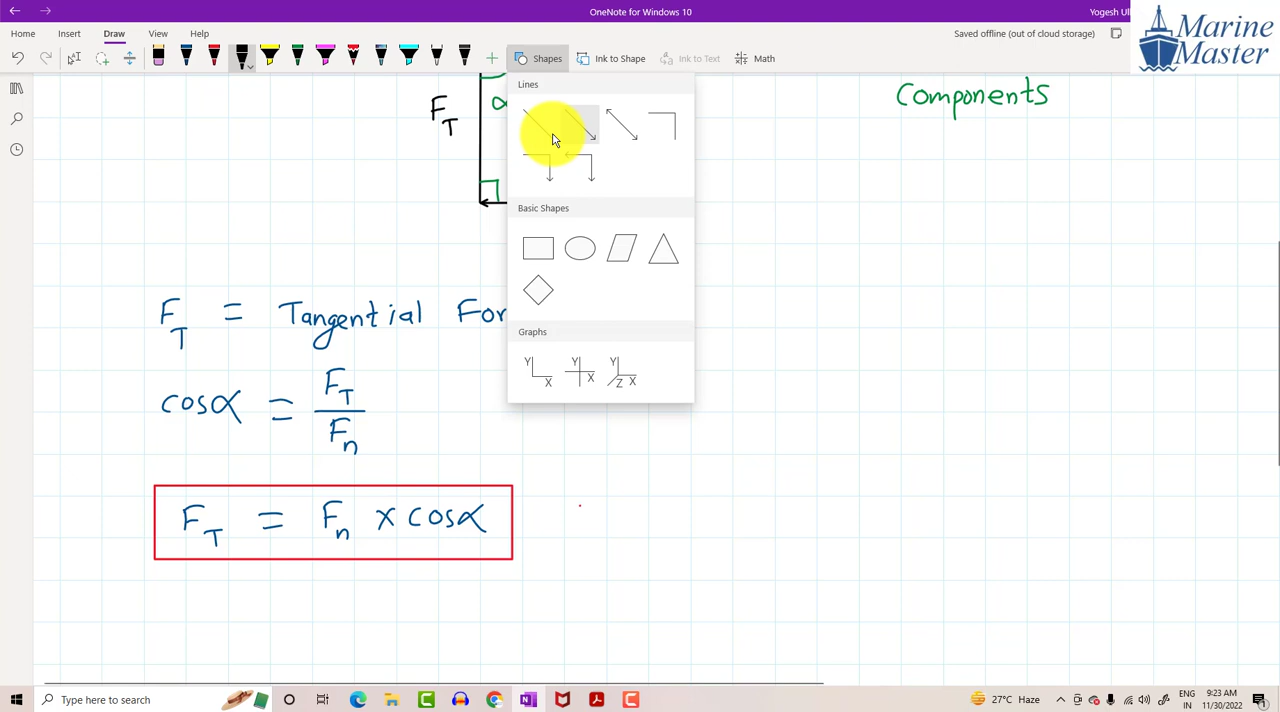 OneNote for Windows 10
Yogesh Ul
Marine
Master
Home Insert Draw View Help
Saved offline (out of cloud storage)
Shapes Ink to Shape Ink to Text Math
Lines
F_T
α
Components
Basic Shapes
Graphs
Y X Y X Y Z X
F_T = Tangential For
cosα = F_T / F_n
F_T = F_n x cosα
Type here to search
27°C Haze
ENG
IN
9:23 AM
11/30/2022
1